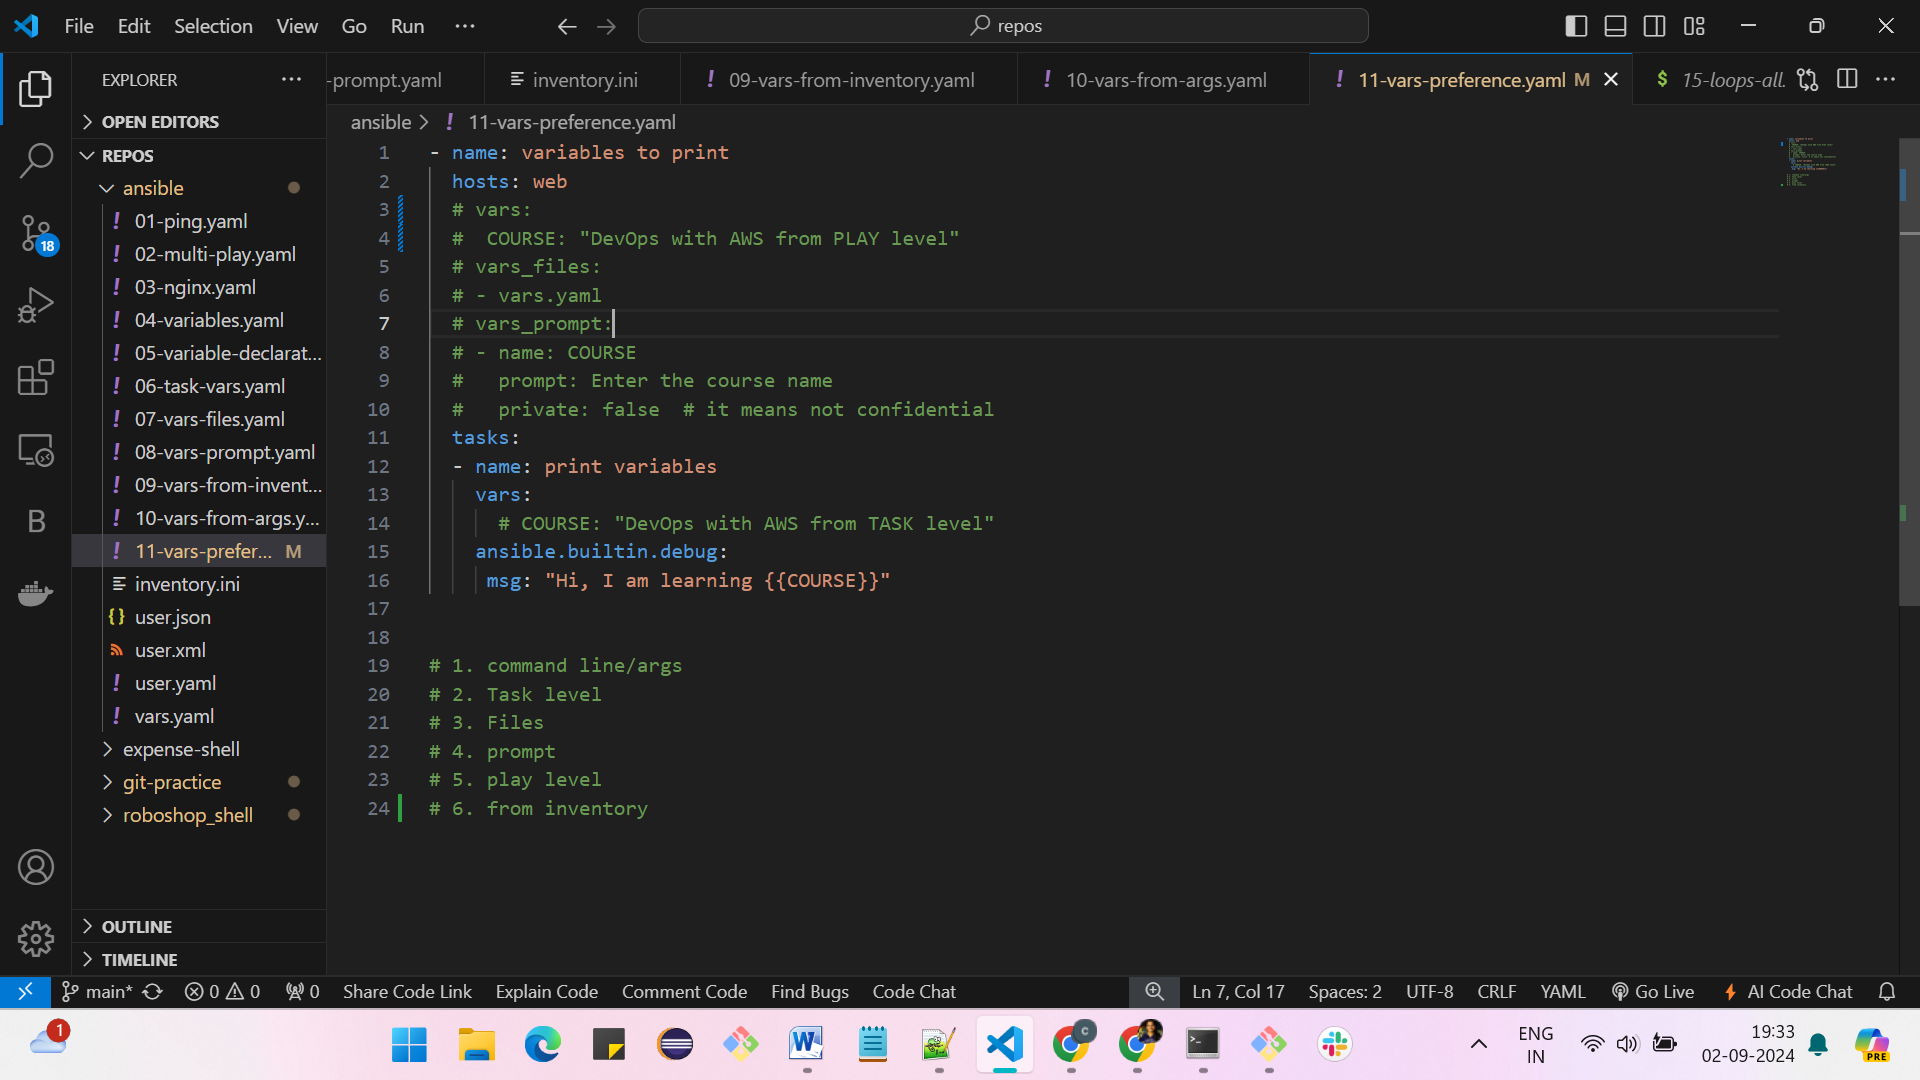 File Edit Selection View Go Run ··· repos
EXPLORER ···
-prompt.yaml inventory.ini ! 09-vars-from-inventory.yaml ! 10-vars-from-args.yaml ! 11-vars-preference.yaml M $ 15-loops-all. ···
OPEN EDITORS
REPOS
ansible
! 01-ping.yaml
! 02-multi-play.yaml
! 03-nginx.yaml
! 04-variables.yaml
! 05-variable-declarat...
! 06-task-vars.yaml
! 07-vars-files.yaml
! 08-vars-prompt.yaml
! 09-vars-from-invent...
! 10-vars-from-args.y...
! 11-vars-prefer... M
inventory.ini
{} user.json
user.xml
! user.yaml
! vars.yaml
expense-shell
git-practice
roboshop_shell
OUTLINE
TIMELINE
18
B
ansible > ! 11-vars-preference.yaml
1 - name: variables to print
2 hosts: web
3 # vars:
4 #  COURSE: "DevOps with AWS from PLAY level"
5 # vars_files:
6 # - vars.yaml
7 # vars_prompt:
8 # - name: COURSE
9 #   prompt: Enter the course name
10 #   private: false  # it means not confidential
11 tasks:
12 - name: print variables
13 vars:
14 # COURSE: "DevOps with AWS from TASK level"
15 ansible.builtin.debug:
16 msg: "Hi, I am learning {{COURSE}}"
17
18
19 # 1. command line/args
20 # 2. Task level
21 # 3. Files
22 # 4. prompt
23 # 5. play level
24 # 6. from inventory
main* 0 0 0 Share Code Link Explain Code Comment Code Find Bugs Code Chat Ln 7, Col 17 Spaces: 2 UTF-8 CRLF YAML Go Live AI Code Chat
1 W C ENG IN 19:33 02-09-2024 PRE